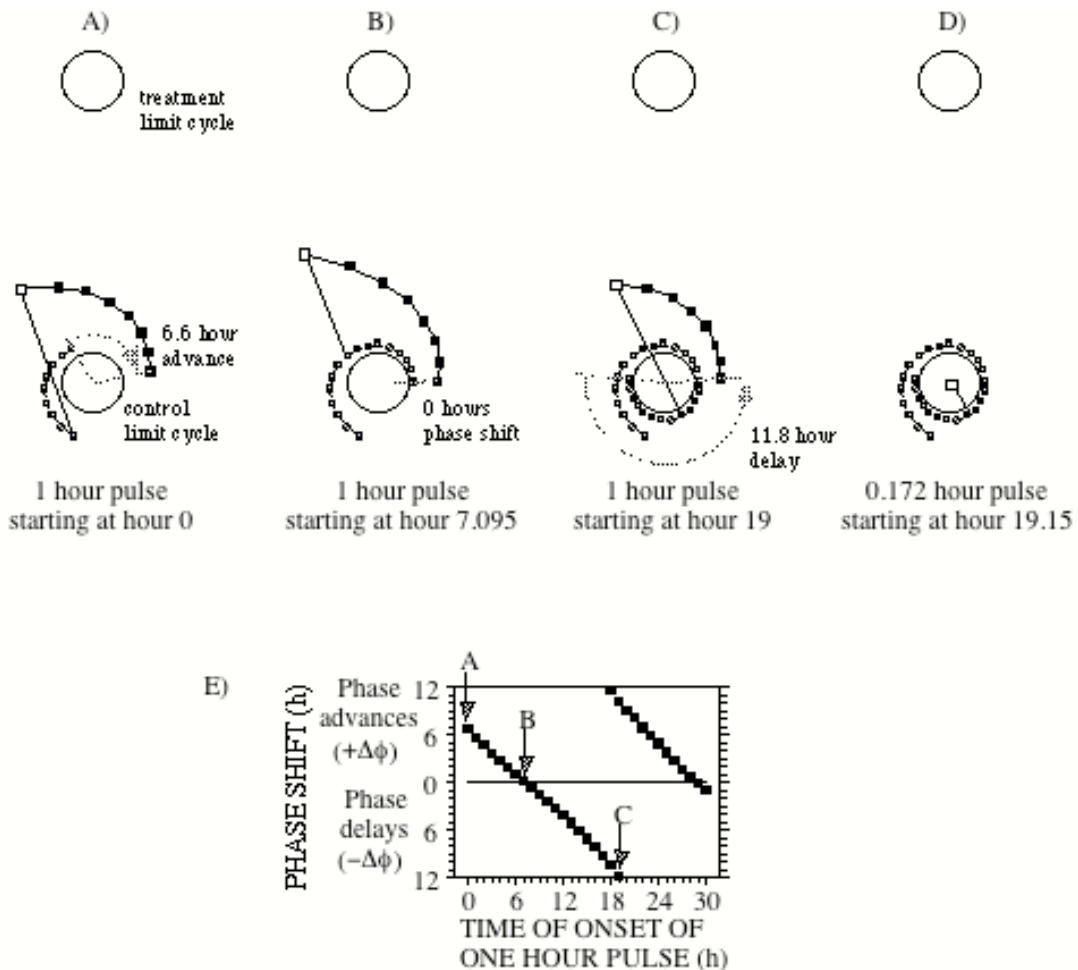 A)
B)
C)
D)
treatment
limit cycle
6.6 hour
advance
control
limit cycle
0 hours
phase shift
11.8 hour
delay
1 hour pulse
starting at hour 0
1 hour pulse
starting at hour 7.095
1 hour pulse
starting at hour 19
0.172 hour pulse
starting at hour 19.15
E)
PHASE SHIFT (h)
Phase
advances
(+Δϕ)
Phase
delays
(−Δϕ)
12
6
0
6
12
A
B
C
0 6 12 18 24 30
TIME OF ONSET OF
ONE HOUR PULSE (h)